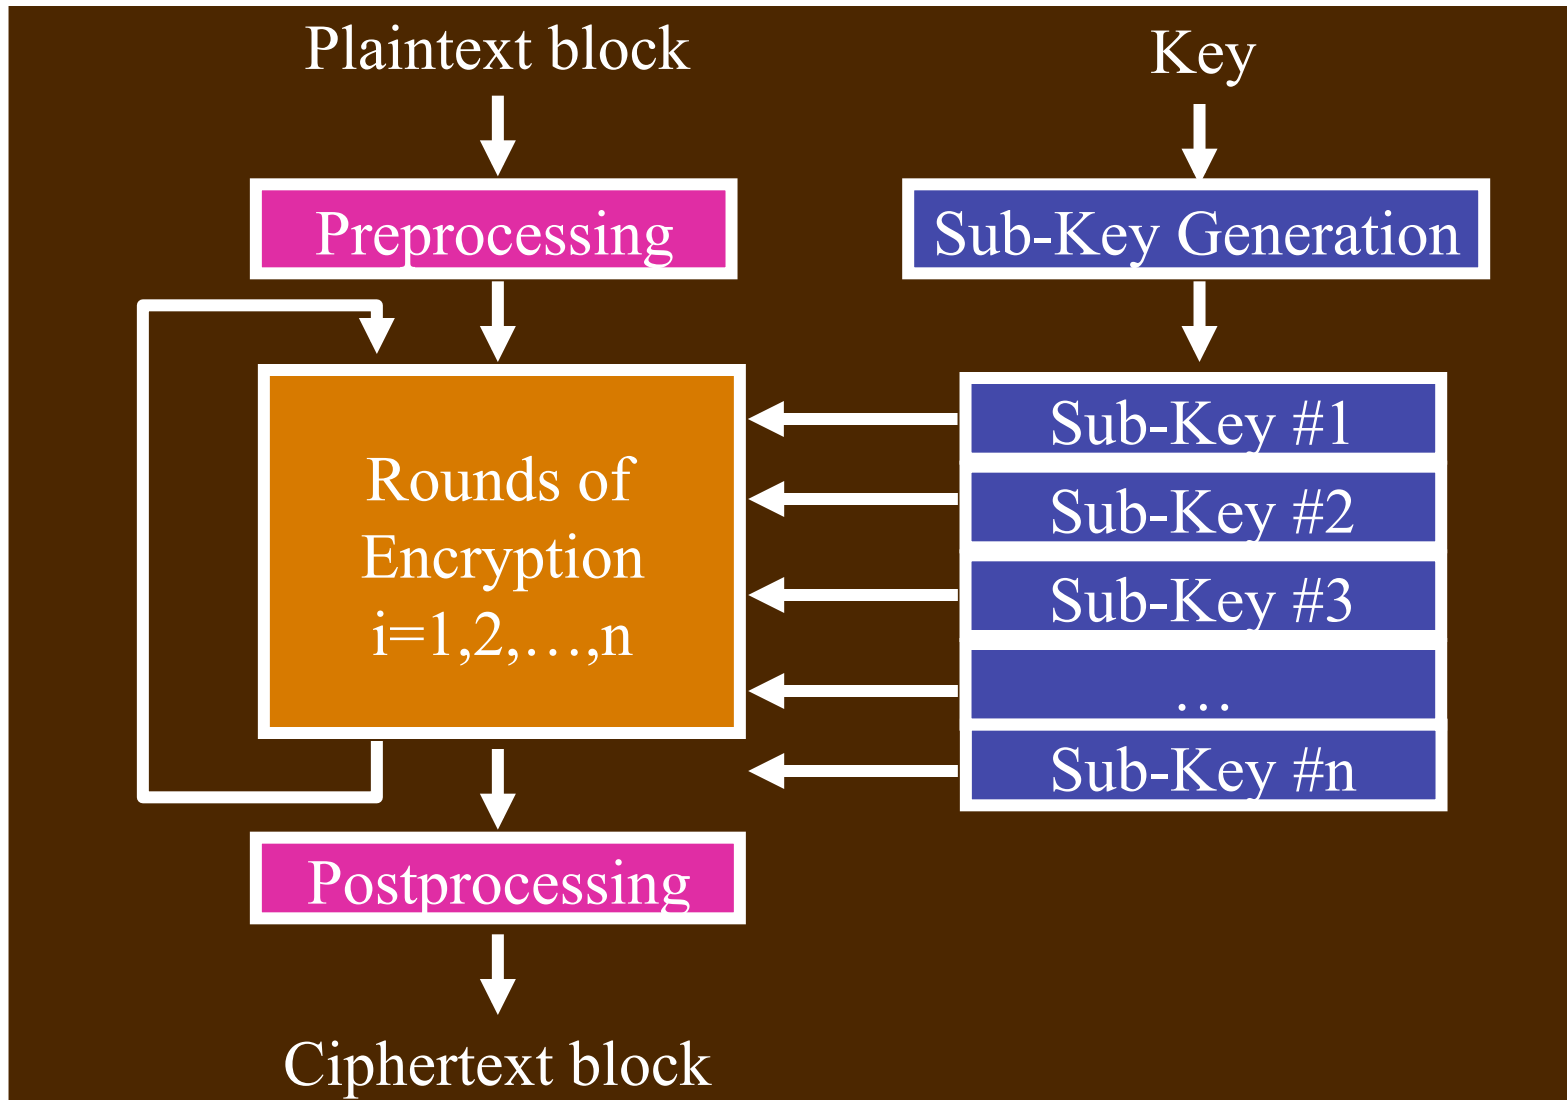 Plaintext block
Key
Preprocessing
Sub-Key Generation
Rounds of
Encryption
i=1,2,…,n
Sub-Key #1
Sub-Key #2
Sub-Key #3
…
Sub-Key #n
Postprocessing
Ciphertext block